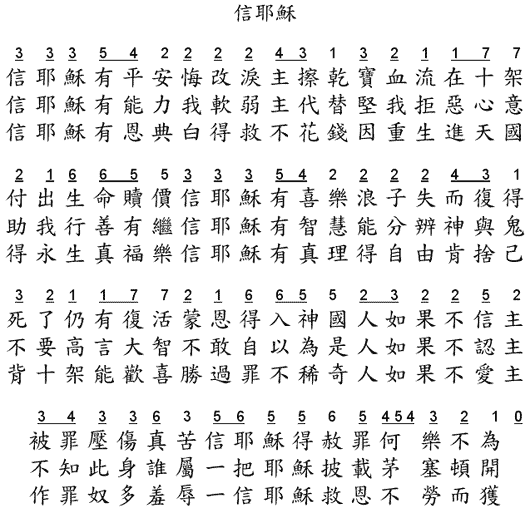 信耶穌
3 3 3 5 4 2 2 2 2 4 3 1 3 2 1 1 7 7
信耶穌有平安悔改淚主擦乾寶血流在十架
信耶穌有能力我軟弱主代替堅我拒惡心意
信耶穌有恩典白得救不花錢因重生進天國
2 1 6 6 5 5 3 3 3 5 4 2 2 2 2 4 3 1
付出生命贖價信耶穌有喜樂浪子失而復得
助我行善有繼信耶穌有智慧能分辨神與鬼
得永生真福樂信耶穌有真理得自由肯捨己
3 2 1 1 7 7 2 1 6 6 5 5 2 3 2 2 5 2
死了仍有復活蒙恩得入神國人如果不信主
不要高言大智不敢自以為是人如果不認主
背十架能歡喜勝過罪不稀奇人如果不愛主
3 4 3 3 6 3 5 6 5 5 6 5 4 5 4 3 2 1 0
被罪壓傷真苦信耶穌得赦罪何樂不為
不知此身誰屬一把耶穌披載茅塞頓開
作罪奴多羞辱一信耶穌救恩不勞而獲